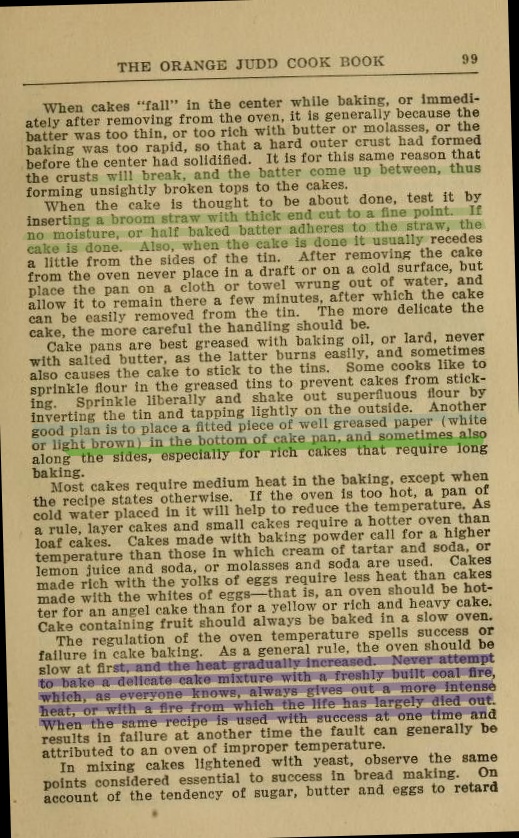 THE ORANGE JUDD COOK BOOK 99
When cakes "fall" in the center while baking, or immedi-
ately after removing from the oven, it is generally because the
batter was too thin, or too rich with butter or molasses, or the
baking was too rapid, so that a hard outer crust had formed
before the center had solidified. It is for this same reason that
the crusts will break, and the batter come up between, thus
forming unsightly broken tops to the cakes.
When the cake is thought to be about done, test it by
inserting a broom straw with thick end cut to a fine point. If
no moisture, or half baked batter adheres to the straw, the
cake is done. Also, when the cake is done it usually recedes
a little from the sides of the tin. After removing the cake
from the oven never place in a draft or on a cold surface, but
place the pan on a cloth or towel wrung out of water, and
allow it to remain there a few minutes, after which the cake
can be easily removed from the tin. The more delicate the
cake, the more careful the handling should be.
Cake pans are best greased with baking oil, or lard, never
with salted butter, as the latter burns easily, and sometimes
also causes the cake to stick to the tins. Some cooks like to
sprinkle flour in the greased tins to prevent cakes from stick-
ing. Sprinkle liberally and shake out superfluous flour by
inverting the tin and tapping lightly on the outside. Another
good plan is to place a fitted piece of well greased paper (white
or light brown) in the bottom of cake pan, and sometimes also
along the sides, especially for rich cakes that require long
baking.
Most cakes require medium heat in the baking, except when
the recipe states otherwise. If the oven is too hot, a pan of
cold water placed in it will help to reduce the temperature. As
a rule, layer cakes and small cakes require a hotter oven than
loaf cakes. Cakes made with baking powder call for a higher
temperature than those in which cream of tartar and soda, or
lemon juice and soda, or molasses and soda are used. Cakes
made rich with the yolks of eggs require less heat than cakes
made with the whites of eggs—that is, an oven should be hot-
ter for an angel cake than for a yellow or rich and heavy cake.
Cake containing fruit should always be baked in a slow oven.
The regulation of the oven temperature spells success or
failure in cake baking. As a general rule, the oven should be
slow at first, and the heat gradually increased. Never attempt
to bake a delicate cake mixture with a freshly built coal fire,
which, as everyone knows, always gives out a more intense
heat, or with a fire from which the life has largely died out.
When the same recipe is used with success at one time and
results in failure at another time the fault can generally be
attributed to an oven of improper temperature.
In mixing cakes lightened with yeast, observe the same
points considered essential to success in bread making. On
account of the tendency of sugar, butter and eggs to retard